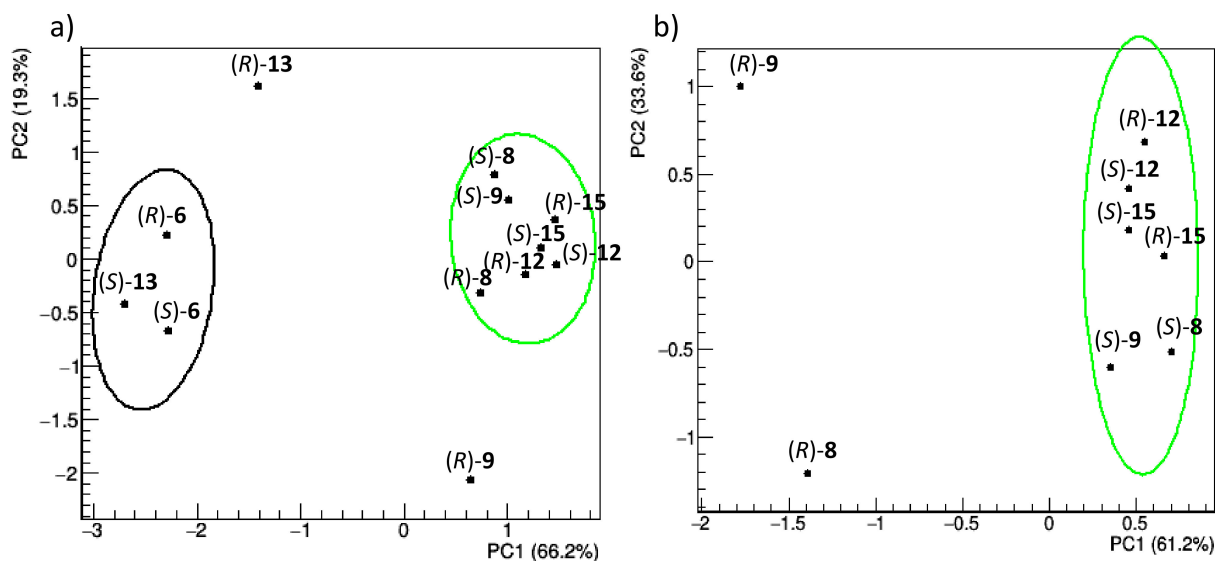 a)
PC2 (19.3%)
1.5
1
0.5
0
−0.5
−1
−1.5
−2
−3
−2
−1
0
1
PC1 (66.2%)
(R)-13
(R)-6
(S)-13
(S)-6
(S)-8
(S)-9
(R)-15
(S)-15
(S)-12
(R)-12
(R)-8
(R)-9
b)
PC2 (33.6%)
1
0.5
0
−0.5
−1
−2
−1.5
−1
−0.5
0
0.5
PC1 (61.2%)
(R)-9
(R)-12
(S)-12
(S)-15
(R)-15
(S)-8
(S)-9
(R)-8